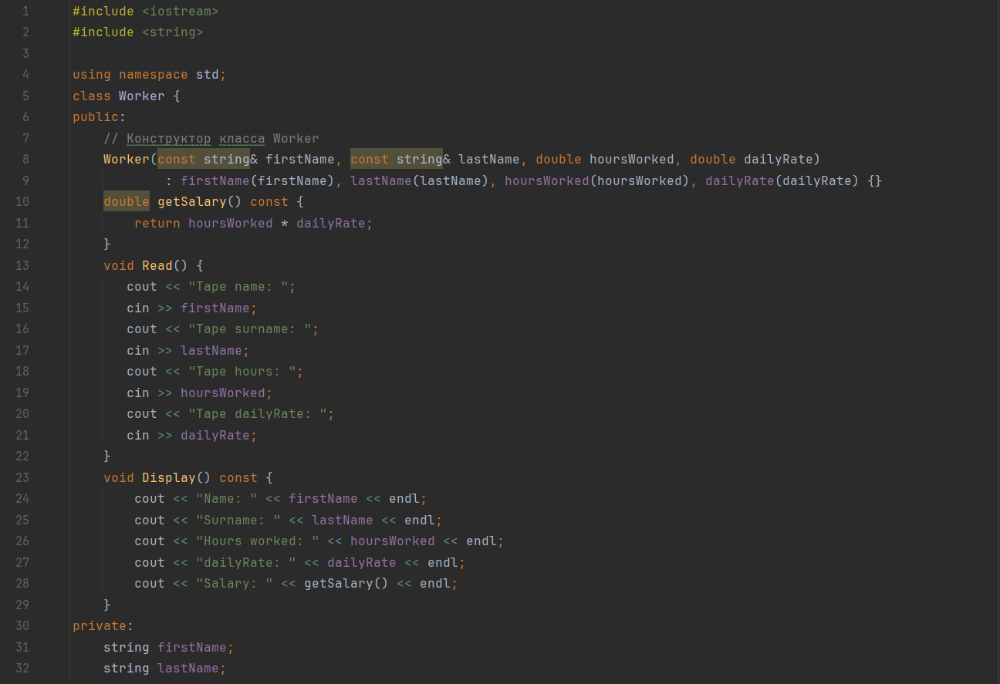 1 #include <iostream>
2 #include <string>
3
4 using namespace std;
5 class Worker {
6 public:
7     // Конструктор класса Worker
8     Worker(const string& firstName, const string& lastName, double hoursWorked, double dailyRate)
9             : firstName(firstName), lastName(lastName), hoursWorked(hoursWorked), dailyRate(dailyRate) {}
10     double getSalary() const {
11         return hoursWorked * dailyRate;
12     }
13     void Read() {
14        cout << "Tape name: ";
15        cin >> firstName;
16        cout << "Tape surname: ";
17        cin >> lastName;
18        cout << "Tape hours: ";
19        cin >> hoursWorked;
20        cout << "Tape dailyRate: ";
21        cin >> dailyRate;
22     }
23     void Display() const {
24         cout << "Name: " << firstName << endl;
25         cout << "Surname: " << lastName << endl;
26         cout << "Hours worked: " << hoursWorked << endl;
27         cout << "dailyRate: " << dailyRate << endl;
28         cout << "Salary: " << getSalary() << endl;
29     }
30 private:
31     string firstName;
32     string lastName;